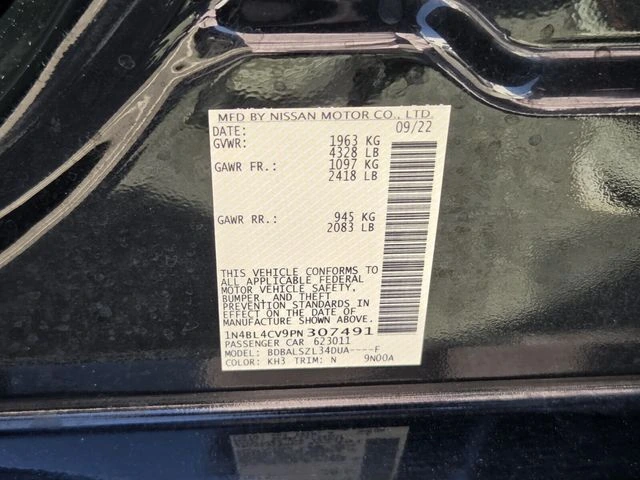 MFD BY NISSAN MOTOR CO., LTD.
DATE: 09/22
GVWR: 1963 KG
4328 LB
GAWR FR.: 1097 KG
2418 LB
GAWR RR.: 945 KG
2083 LB
THIS VEHICLE CONFORMS TO
ALL APPLICABLE FEDERAL
MOTOR VEHICLE SAFETY,
BUMPER, AND THEFT
PREVENTION STANDARDS IN
EFFECT ON THE DATE OF
MANUFACTURE SHOWN ABOVE.
1N4BL4CV9PN307491
PASSENGER CAR 623011
MODEL: BDBALSZL34DUA----F
COLOR: KH3 TRIM: N 9N00A